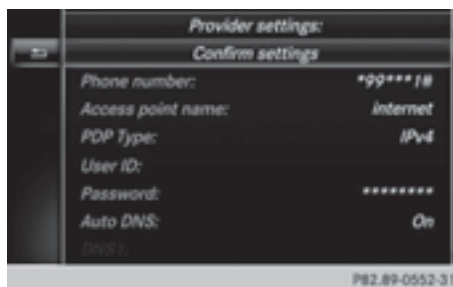 Provider settings:
Confirm settings
Phone number: *99***1#
Access point name: internet
PDP Type: IPv4
User ID:
Password: ********
Auto DNS: On
DNS1:
P82.89-0552-31